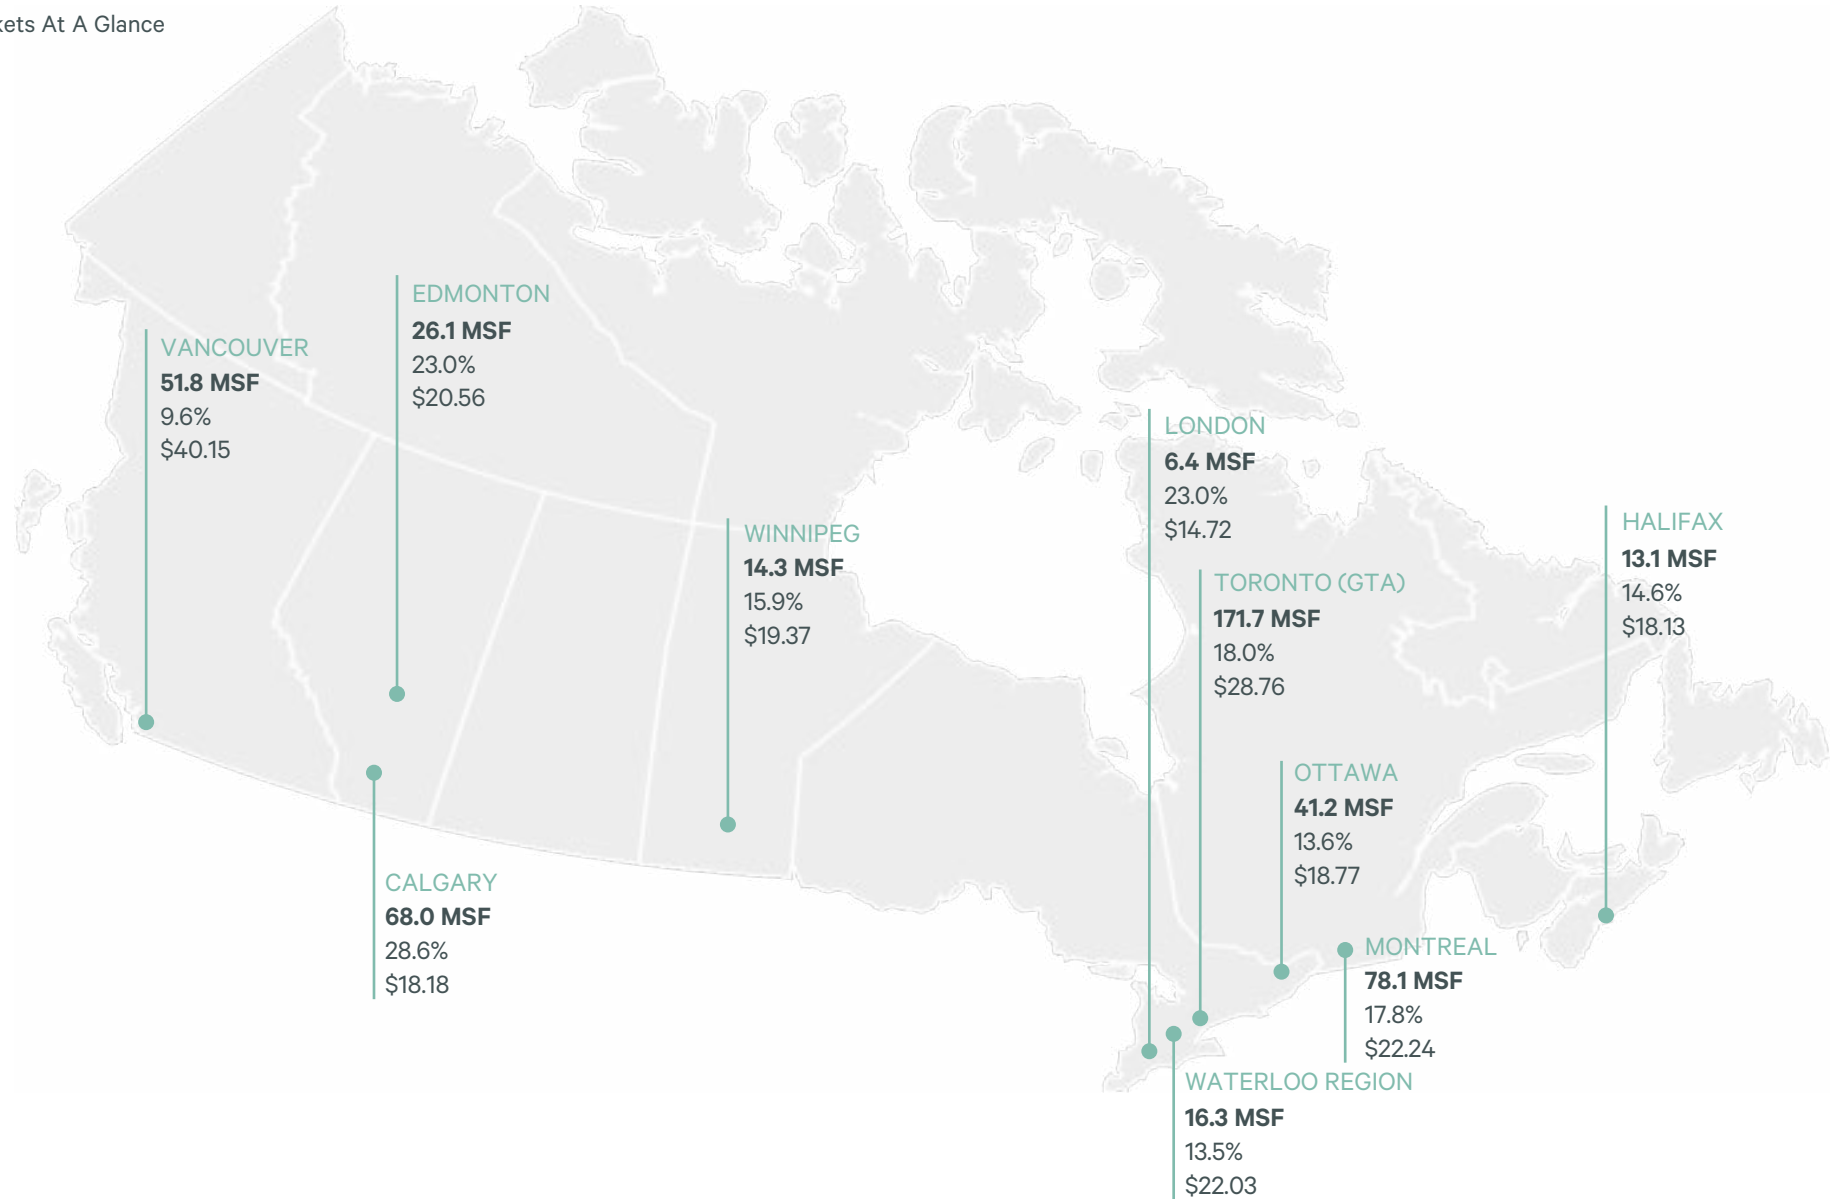 At A Glance
EDMONTON
26.1 MSF
23.0%
$20.56
VANCOUVER
51.8 MSF
9.6%
$40.15
LONDON
6.4 MSF
23.0%
$14.72
WINNIPEG
14.3 MSF
15.9%
$19.37
HALIFAX
13.1 MSF
14.6%
$18.13
TORONTO (GTA)
171.7 MSF
18.0%
$28.76
OTTAWA
41.2 MSF
13.6%
$18.77
CALGARY
68.0 MSF
28.6%
$18.18
MONTREAL
78.1 MSF
17.8%
$22.24
WATERLOO REGION
16.3 MSF
13.5%
$22.03